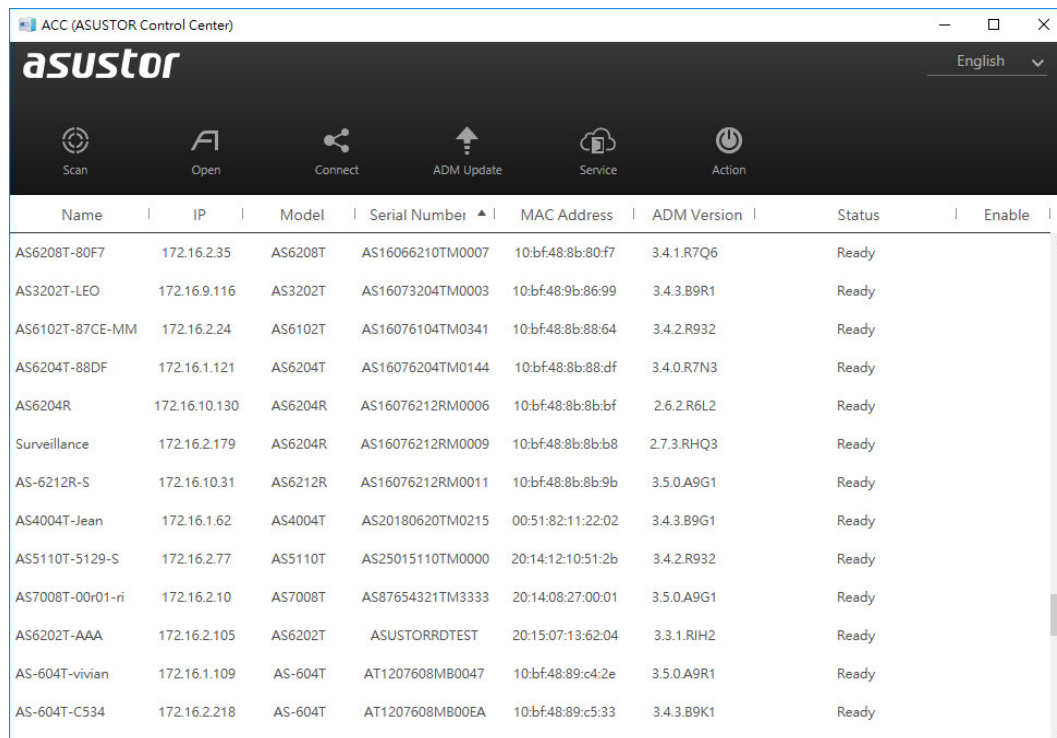 ACC (ASUSTOR Control Center)
asustor
English
Scan Open Connect ADM Update Service Action
Name IP Model Serial Number MAC Address ADM Version Status Enable
AS6208T-80F7 172.16.2.35 AS6208T AS16066210TM0007 10:bf:48:8b:80:f7 3.4.1.R7Q6 Ready
AS3202T-LEO 172.16.9.116 AS3202T AS16073204TM0003 10:bf:48:9b:86:99 3.4.3.B9R1 Ready
AS6102T-87CE-MM 172.16.2.24 AS6102T AS16076104TM0341 10:bf:48:8b:88:64 3.4.2.R932 Ready
AS6204T-88DF 172.16.1.121 AS6204T AS16076204TM0144 10:bf:48:8b:88:df 3.4.0.R7N3 Ready
AS6204R 172.16.10.130 AS6204R AS16076212RM0006 10:bf:48:8b:8b:bf 2.6.2.R6L2 Ready
Surveillance 172.16.2.179 AS6204R AS16076212RM0009 10:bf:48:8b:8b:b8 2.7.3.RHQ3 Ready
AS-6212R-S 172.16.10.31 AS6212R AS16076212RM0011 10:bf:48:8b:8b:9b 3.5.0.A9G1 Ready
AS4004T-Jean 172.16.1.62 AS4004T AS20180620TM0215 00:51:82:11:22:02 3.4.3.B9G1 Ready
AS5110T-5129-S 172.16.2.77 AS5110T AS25015110TM0000 20:14:12:10:51:2b 3.4.2.R932 Ready
AS7008T-00r01-ri 172.16.2.10 AS7008T AS87654321TM3333 20:14:08:27:00:01 3.5.0.A9G1 Ready
AS6202T-AAA 172.16.2.105 AS6202T ASUSTORRDTEST 20:15:07:13:62:04 3.3.1.RIH2 Ready
AS-604T-vivian 172.16.1.109 AS-604T AT1207608MB0047 10:bf:48:89:c4:2e 3.5.0.A9R1 Ready
AS-604T-C534 172.16.2.218 AS-604T AT1207608MB00EA 10:bf:48:89:c5:33 3.4.3.B9K1 Ready